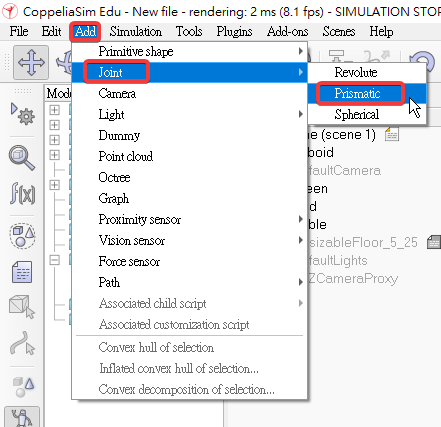 CoppeliaSim Edu - New file - rendering: 2 ms (8.1 fps) - SIMULATION STOP
File Edit Add Simulation Tools Plugins Add-ons Scenes Help
Primitive shape
Joint
Camera
Light
Dummy
Point cloud
Octree
Graph
Proximity sensor
Vision sensor
Force sensor
Path
Associated child script
Associated customization script
Convex hull of selection
Inflated convex hull of selection...
Convex decomposition of selection...
Revolute
Prismatic
Spherical
Mode
ne (scene 1)
boid
faultCamera
een
d
ble
sizableFloor_5_25
faultLights
ZCameraProxy
f(x)